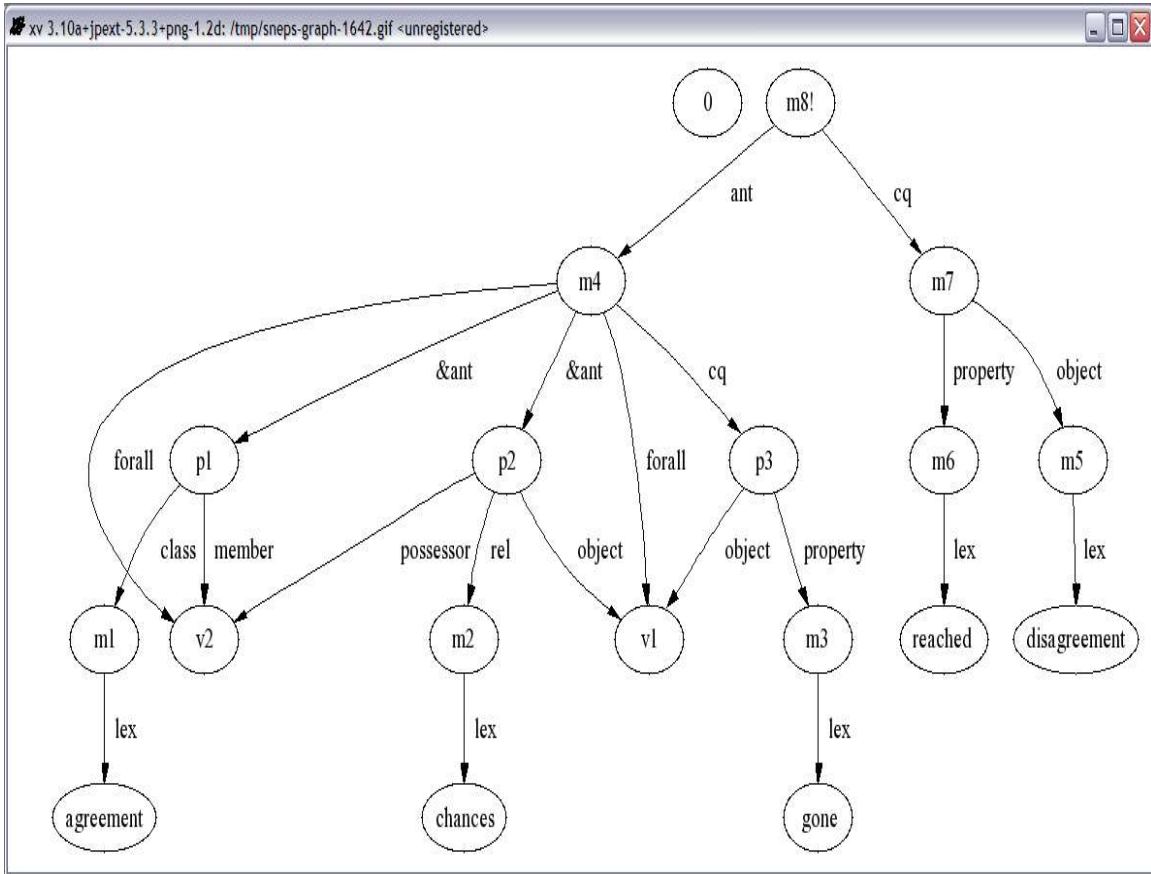 xv 3.10a+jpext-5.3.3+png-1.2d: /tmp/sneps-graph-1642.gif <unregistered>
0 m8!
ant cq
m4 m7
&ant &ant cq property object
forall p1 p2 forall p3 m6 m5
class member possessor rel object object property lex lex
m1 v2 m2 v1 m3 reached disagreement
lex lex lex
agreement chances gone